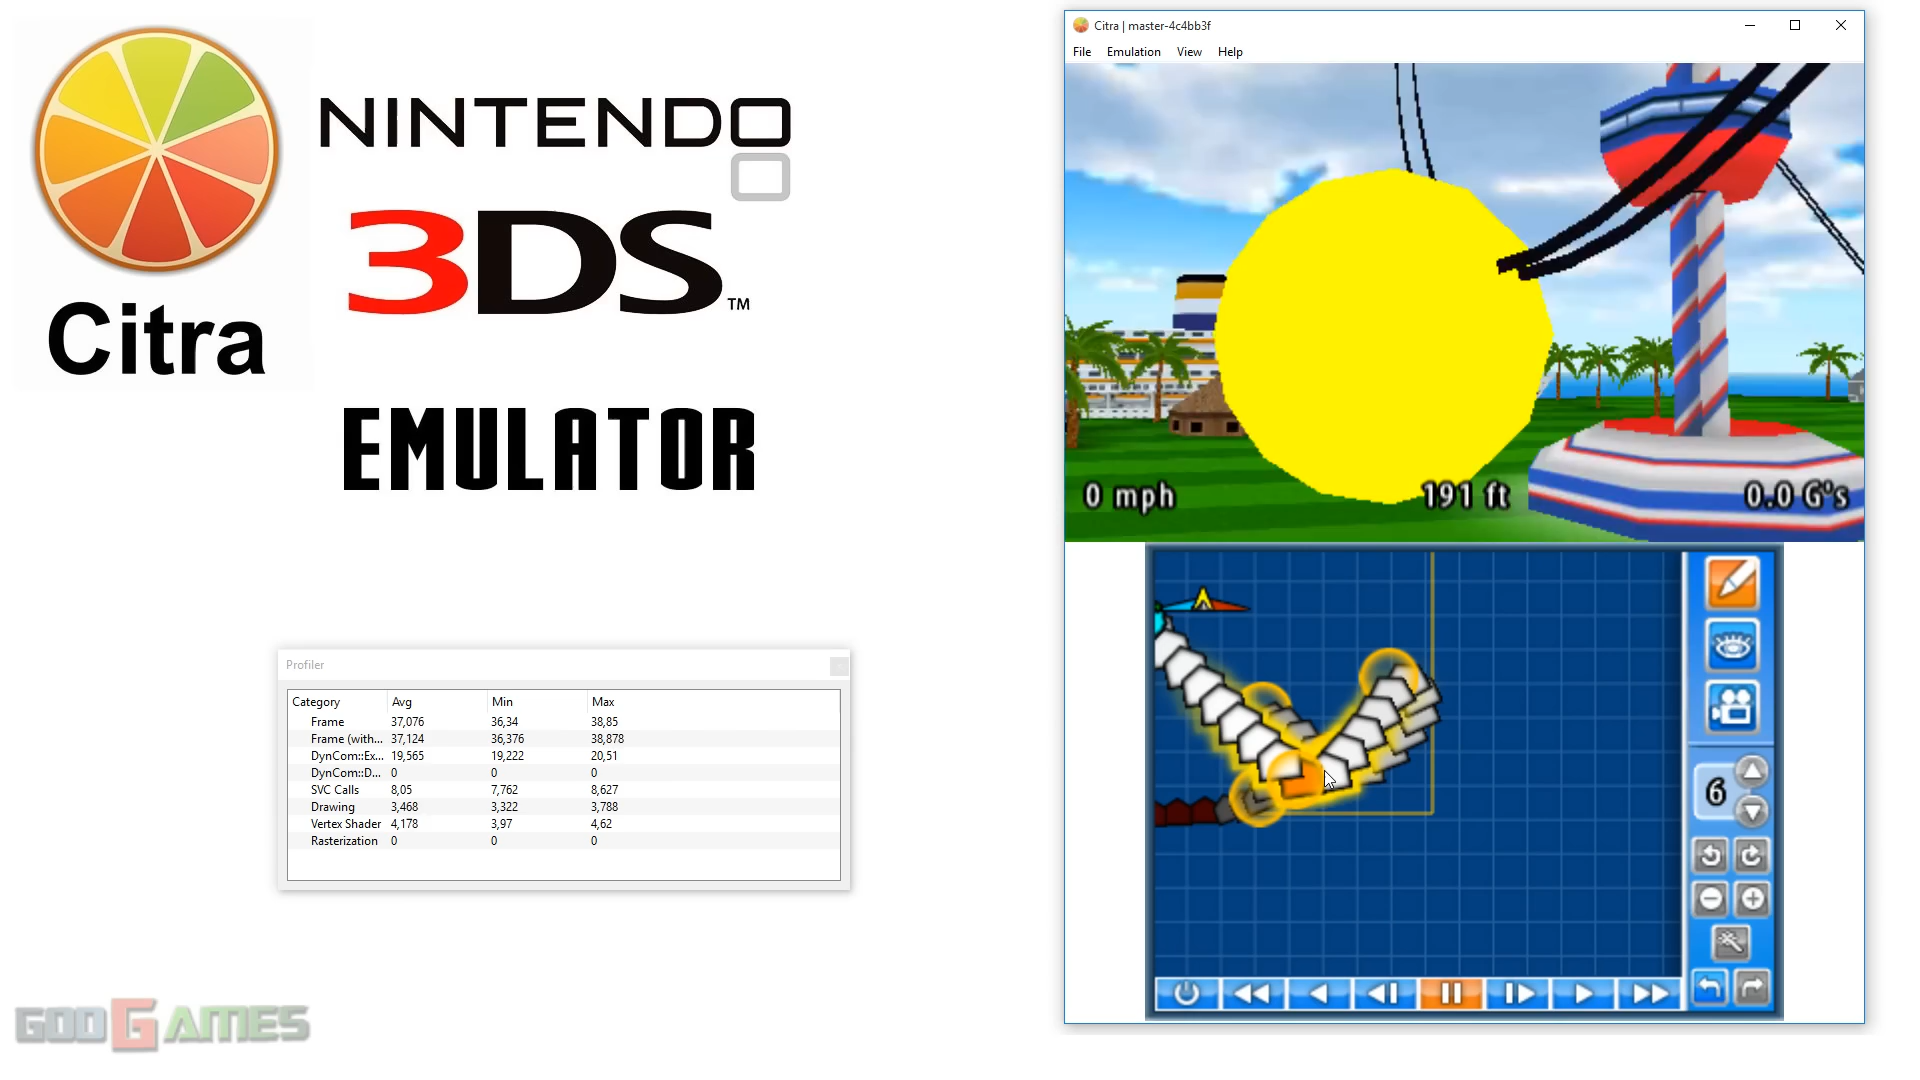 Citra
NINTENDO
3DS™
EMULATOR
Citra | master-4c4bb3f
File Emulation View Help
0 mph 191 ft 0.0 G's
6
Profiler
Category Avg Min Max
Frame 37,076 36,34 38,85
Frame (with... 37,124 36,376 38,878
DynCom::Ex... 19,565 19,222 20,51
DynCom::D... 0 0 0
SVC Calls 8,05 7,762 8,627
Drawing 3,468 3,322 3,788
Vertex Shader 4,178 3,97 4,62
Rasterization 0 0 0
GODGAMES